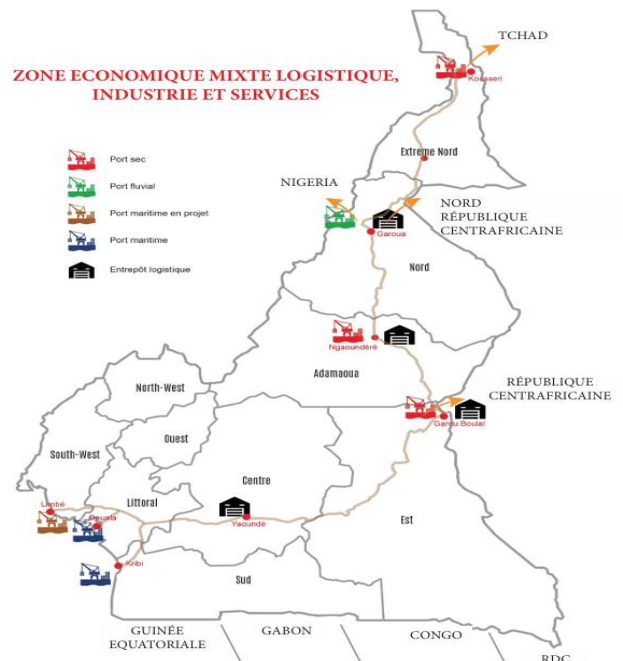 TCHAD
ZONE ECONOMIQUE MIXTE LOGISTIQUE,
INDUSTRIE ET SERVICES
Kousseri
Port sec
Extreme Nord
Port fluvial
NIGERIA
NORD
RÉPUBLIQUE
CENTRAFRICAINE
Port maritime en projet
Port maritime
Garoua
Entrepôt logistique
Nord
Ngaoundéré
Adamaoua
North-West
RÉPUBLIQUE
CENTRAFRICAINE
Garou Boulaï
Ouest
South-West
Centre
Littoral
Limbé
Douala
Yaoundé
Est
Kribi
Sud
GUINÉE
EQUATORIALE
GABON
CONGO
RDC